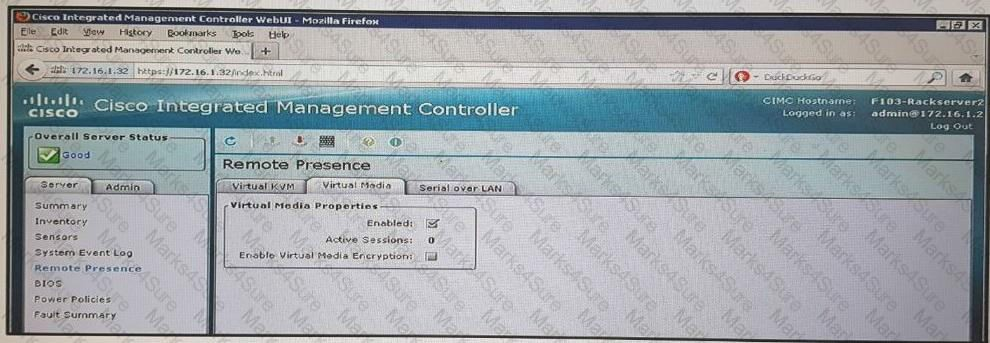 Cisco Integrated Management Controller WebUI - Mozilla Firefox
File Edit View History Bookmarks Tools Help
Cisco Integrated Management Controller We... +
172.16.1.32 https://172.16.1.32/index.html DuckDuckGo
CISCO Cisco Integrated Management Controller
CIMC Hostname: F103-Rackserver2
Logged in as: admin@172.16.1.2
Log Out
Overall Server Status
Good
Server Admin
Summary
Inventory
Sensors
System Event Log
Remote Presence
BIOS
Power Policies
Fault Summary
Remote Presence
Virtual KVM Virtual Media Serial over LAN
Virtual Media Properties
Enabled:
Active Sessions: 0
Enable Virtual Media Encryption:
Marks4Sure